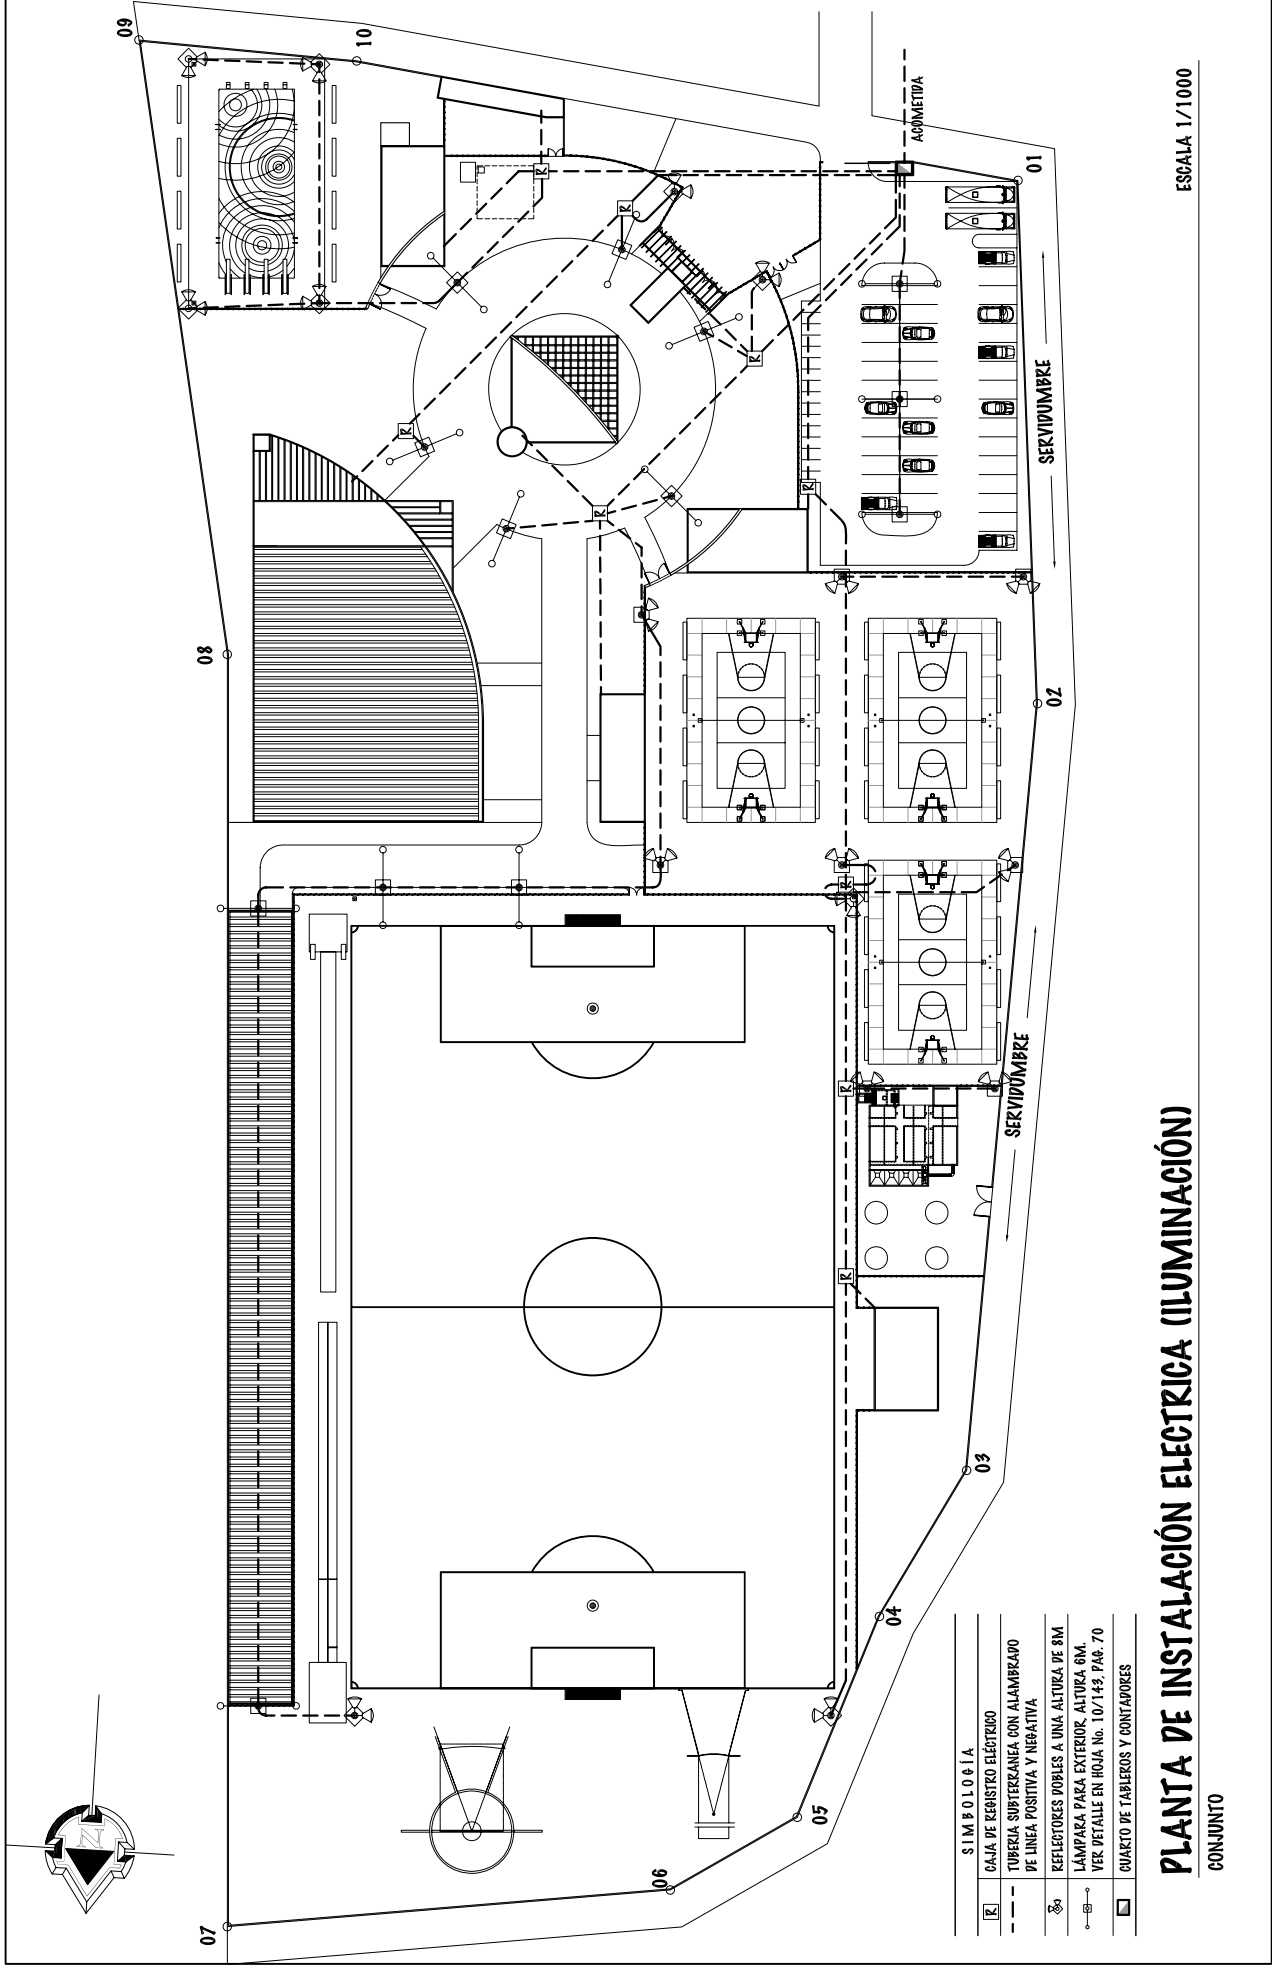 09
10
ACOMETIDA
01
ESCALA 1/1000
R
R
R
R
R
R
SERVIDUMBRE
08
02
R
R
SERVIDUMBRE
R
03
04
05
06
07
N
SIMBOLOGÍA
R CAJA DE REGISTRO ELÉCTRICO
TUBERIA SUBTERRANEA CON ALAMBRADO
DE LINEA POSITIVA Y NEGATIVA
REFLECTORES DOBLES A UNA ALTURA DE 8M
LÁMPARA PARA EXTERIOR, ALTURA 6M.
VER DETALLE EN HOJA No. 10/143, PAG. 70
CUARTO DE TABLEROS Y CONTADORES
PLANTA DE INSTALACIÓN ELECTRICA (ILUMINACIÓN)
CONJUNTO